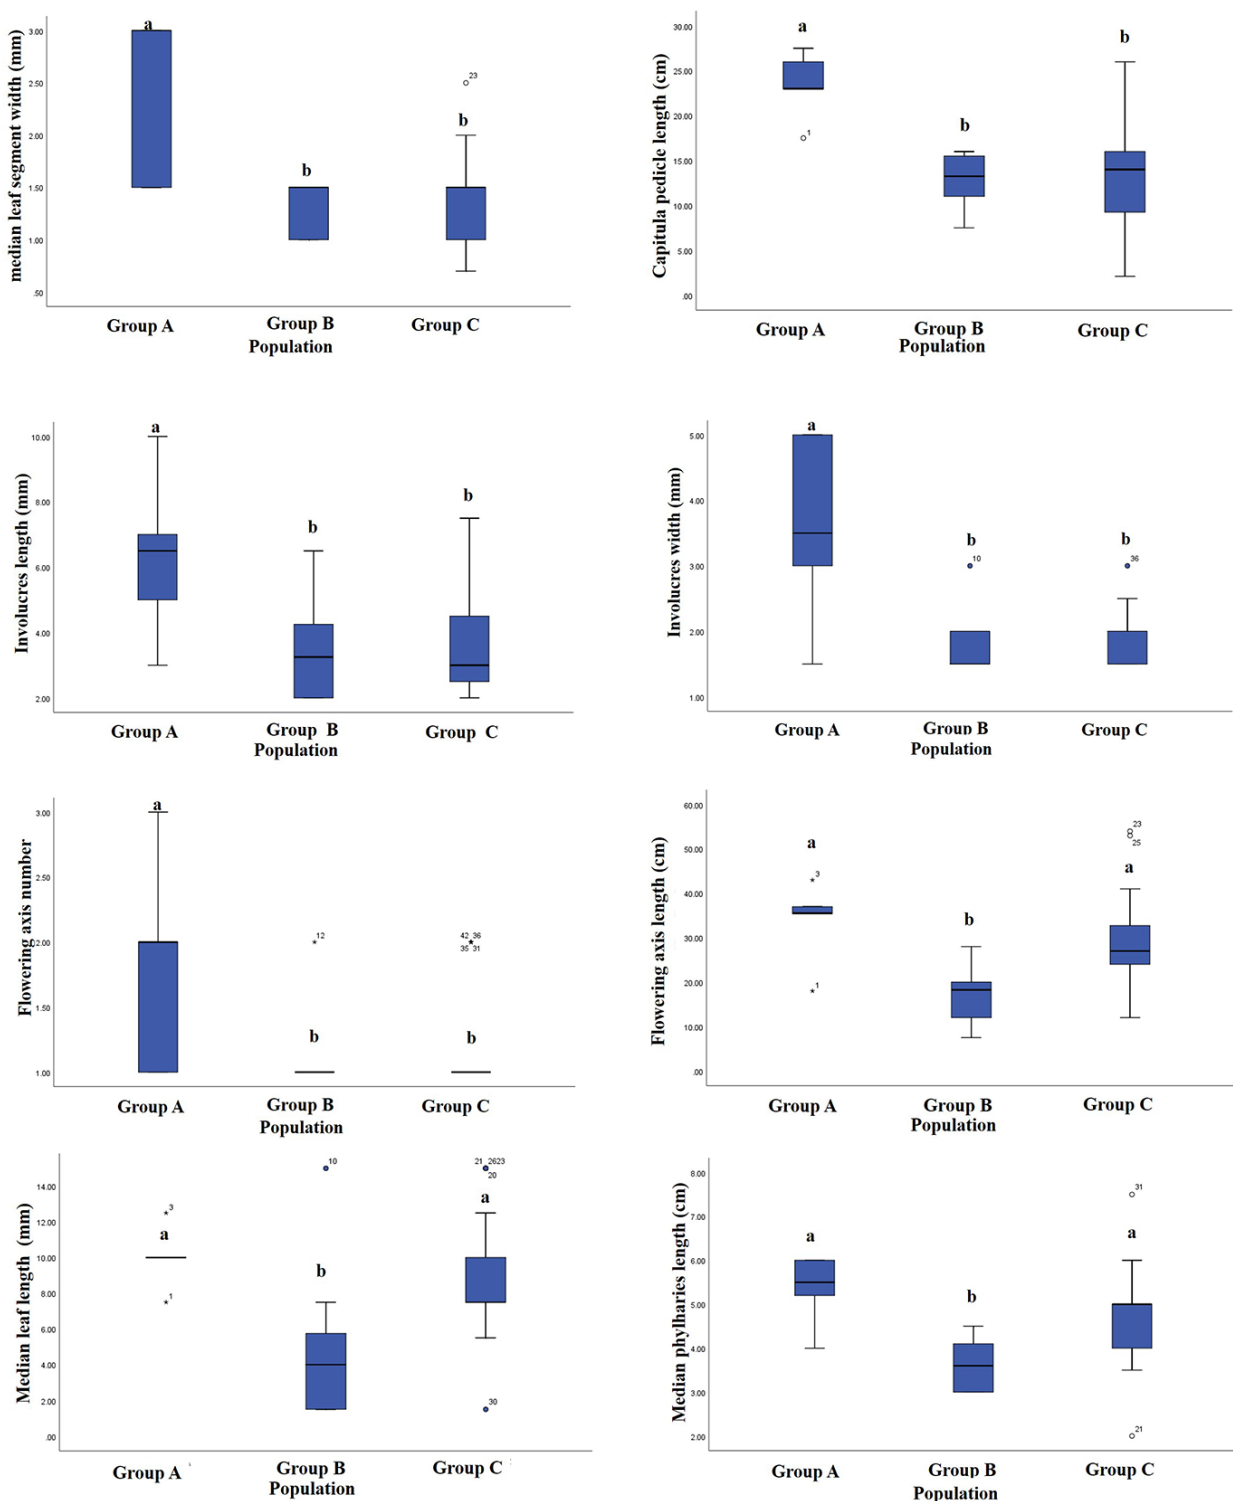 median leaf segment width (mm)
3.00
2.50
2.00
1.50
1.00
.50
a
b
b
23
Group A
Group B
Group C
Population
Capitula pedicle length (cm)
30.00
25.00
20.00
15.00
10.00
5.00
.00
a
b
b
1
Group A
Group B
Group C
Population
Involucres length (mm)
10.00
8.00
6.00
4.00
2.00
a
b
b
Group A
Group B
Group C
Population
Involucres width (mm)
5.00
4.00
3.00
2.00
1.00
a
b
b
10
36
Group A
Group B
Group C
Population
Flowering axis number
3.00
2.50
2.00
1.50
1.00
a
b
b
12
42 36
35 31
Group A
Group B
Group C
Population
Flowering axis length (cm)
60.00
50.00
40.00
30.00
20.00
10.00
.00
a
b
a
3
1
23
25
Group A
Group B
Group C
Population
Median leaf length (mm)
14.00
12.00
10.00
8.00
6.00
4.00
2.00
.00
a
b
a
3
1
10
21 2623
20
30
Group A
Group B
Group C
Population
Median phylharies length (cm)
8.00
7.00
6.00
5.00
4.00
3.00
2.00
a
b
a
31
21
Group A
Group B
Group C
Population